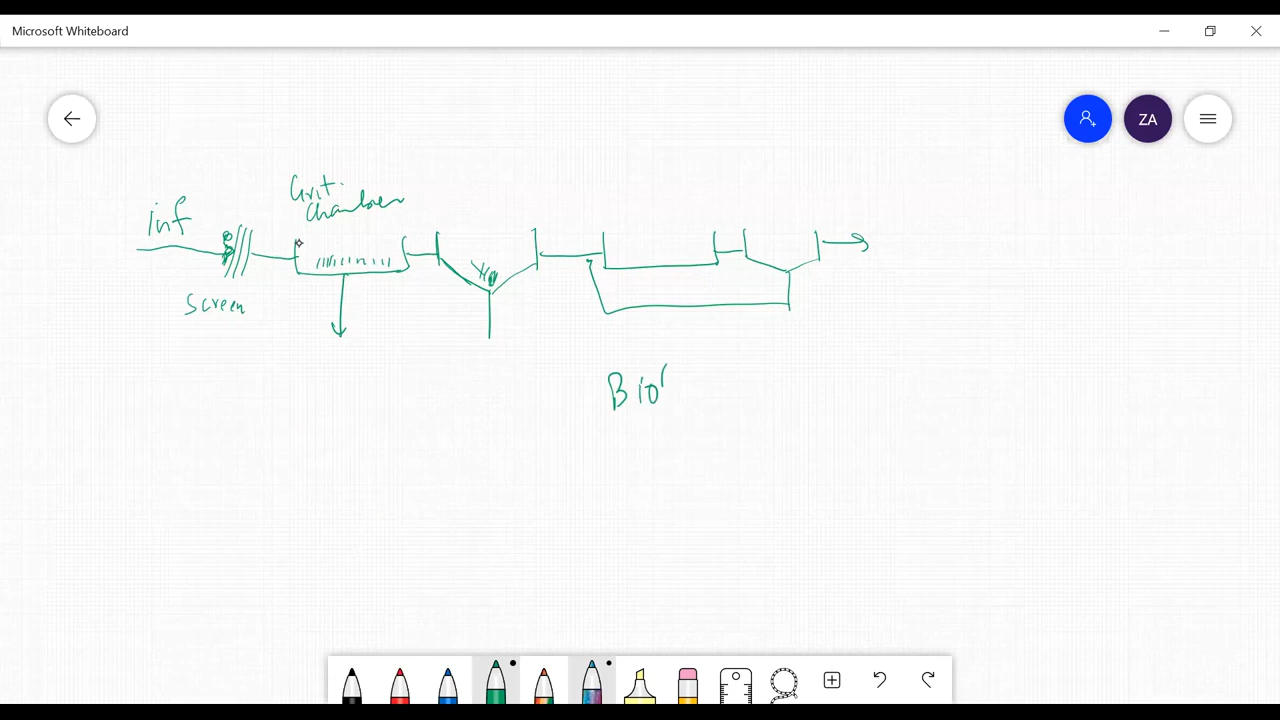 Microsoft Whiteboard
ZA
Grit
chamber
inf
Screen
Bio